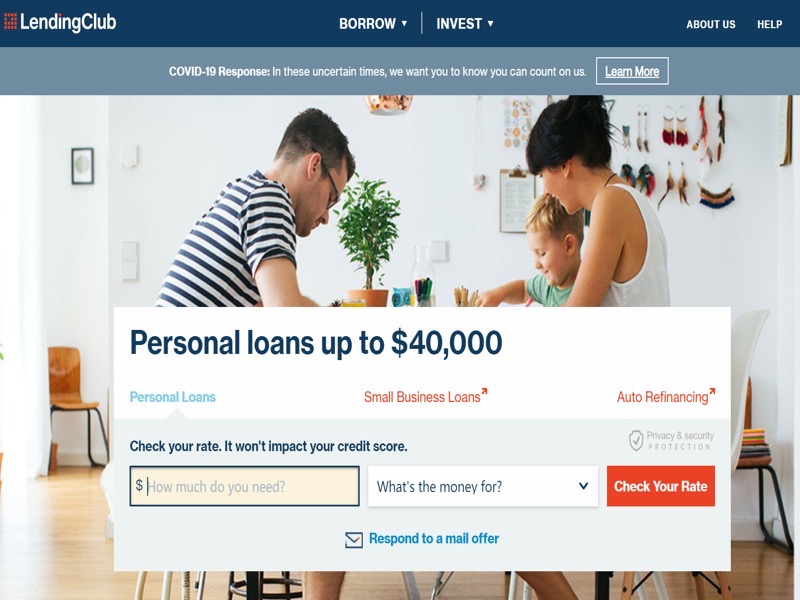 LendingClub
BORROW ▼
INVEST ▼
ABOUT US
HELP
COVID-19 Response: In these uncertain times, we want you to know you can count on us.
Learn More
Personal loans up to $40,000
Personal Loans
Small Business Loans
Auto Refinancing
Check your rate. It won't impact your credit score.
Privacy & security
PROTECTION
$ How much do you need?
What's the money for?
Check Your Rate
Respond to a mail offer